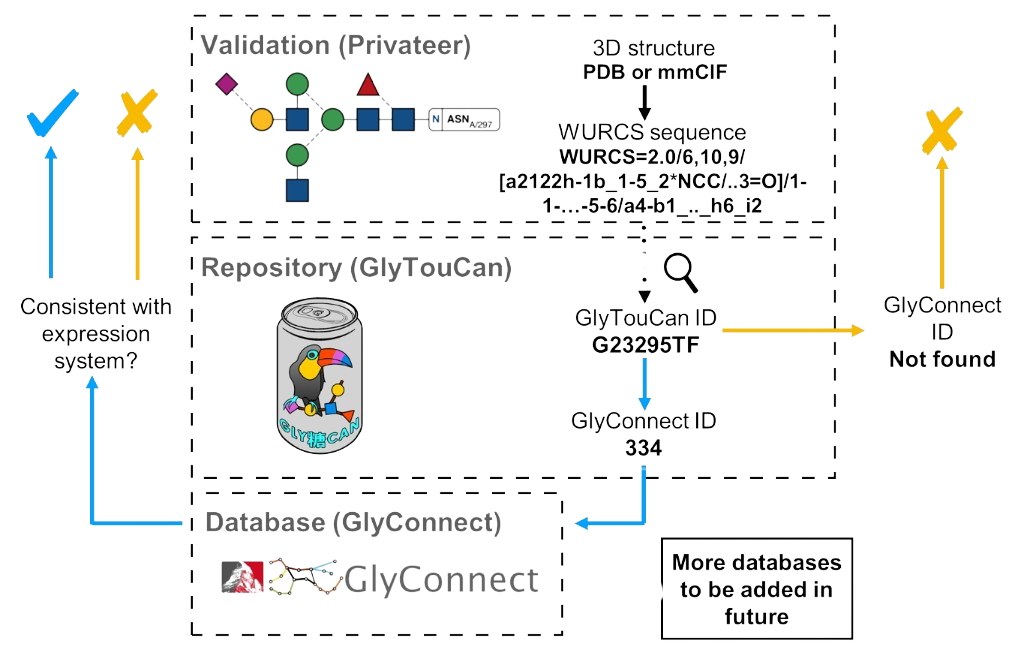 Validation (Privateer)
3D structure
PDB or mmCIF
N ASN A/297
WURCS sequence
WURCS=2.0/6,10,9/
[a2122h-1b_1-5_2*NCC/..3=O]/1-
1-…-5-6/a4-b1_.._h6_i2
Repository (GlyTouCan)
GlyTouCan ID
G23295TF
GlyConnect
ID
Not found
Consistent with
expression
system?
GLY糖CAN
GlyConnect ID
334
Database (GlyConnect)
GlyConnect
More databases
to be added in
future